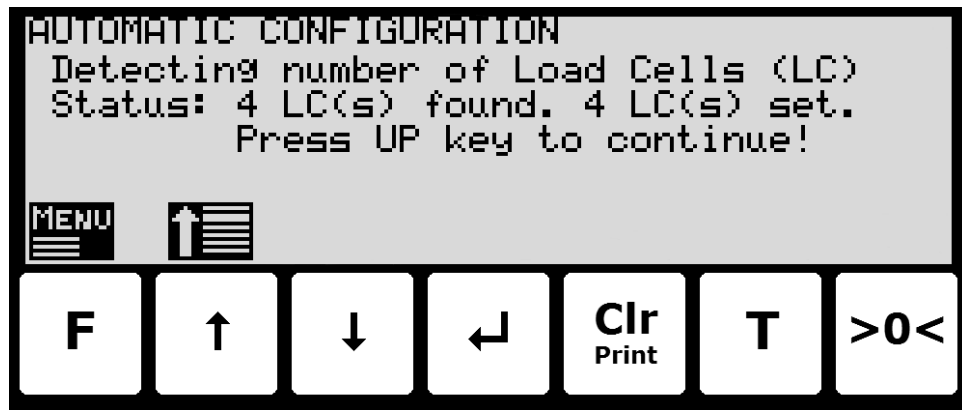 AUTOMATIC CONFIGURATION
Detecting number of Load Cells (LC)
Status: 4 LC(s) found. 4 LC(s) set.
Press UP key to continue!
MENU
F ↑ ↓ ↵ Clr T >0<
Print